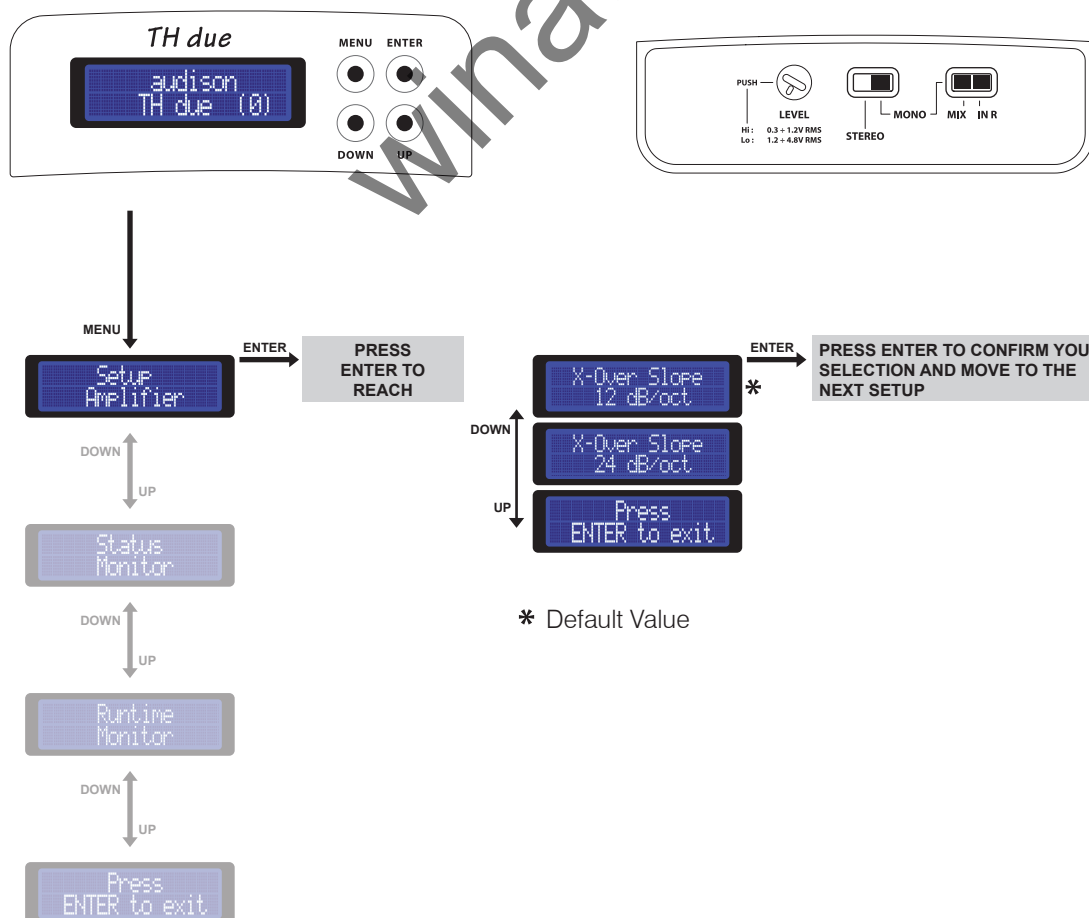 TH due
MENU ENTER
audison
TH due (0)
DOWN UP
PUSH
LEVEL
Hi : 0.3 ÷ 1.2V RMS
Lo : 1.2 ÷ 4.8V RMS
STEREO
MONO
MIX IN R
wina
MENU
Setup
Amplifier
ENTER
PRESS
ENTER TO
REACH
DOWN
UP
Status
Monitor
DOWN
UP
Runtime
Monitor
DOWN
UP
Press
ENTER to exit
X-Over Slope
12 dB/oct
*
ENTER
PRESS ENTER TO CONFIRM YOU
SELECTION AND MOVE TO THE
NEXT SETUP
DOWN
X-Over Slope
24 dB/oct
UP
Press
ENTER to exit
* Default Value